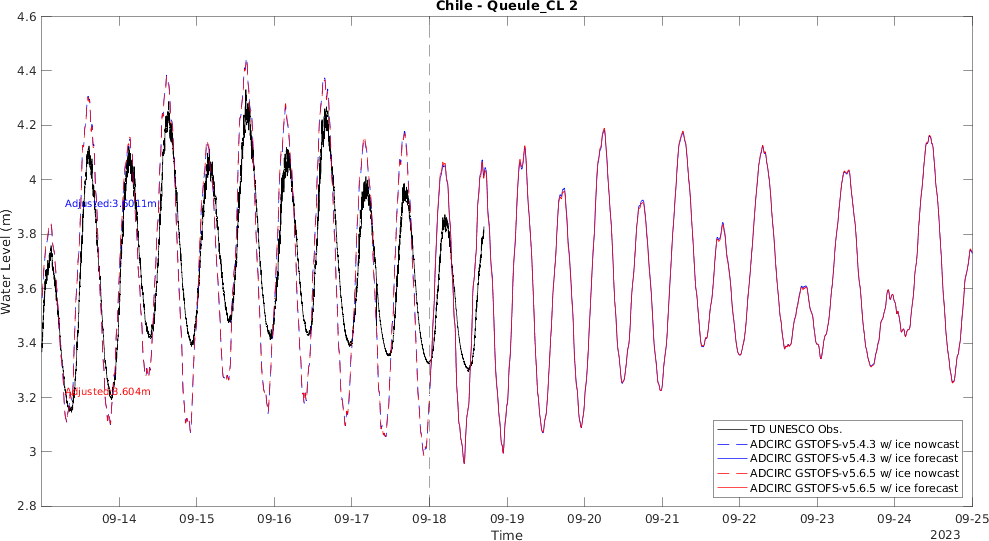 Chile - Queule_CL 2
4.6
4.4
4.2
4
3.8
3.6
3.4
3.2
3
2.8
Water Level (m)
Adjusted:3.6011m
Adjusted:3.604m
TD UNESCO Obs.
ADCIRC GSTOFS-v5.4.3 w/ ice nowcast
ADCIRC GSTOFS-v5.4.3 w/ ice forecast
ADCIRC GSTOFS-v5.6.5 w/ ice nowcast
ADCIRC GSTOFS-v5.6.5 w/ ice forecast
09-14 09-15 09-16 09-17 09-18 09-19 09-20 09-21 09-22 09-23 09-24 09-25
Time
2023